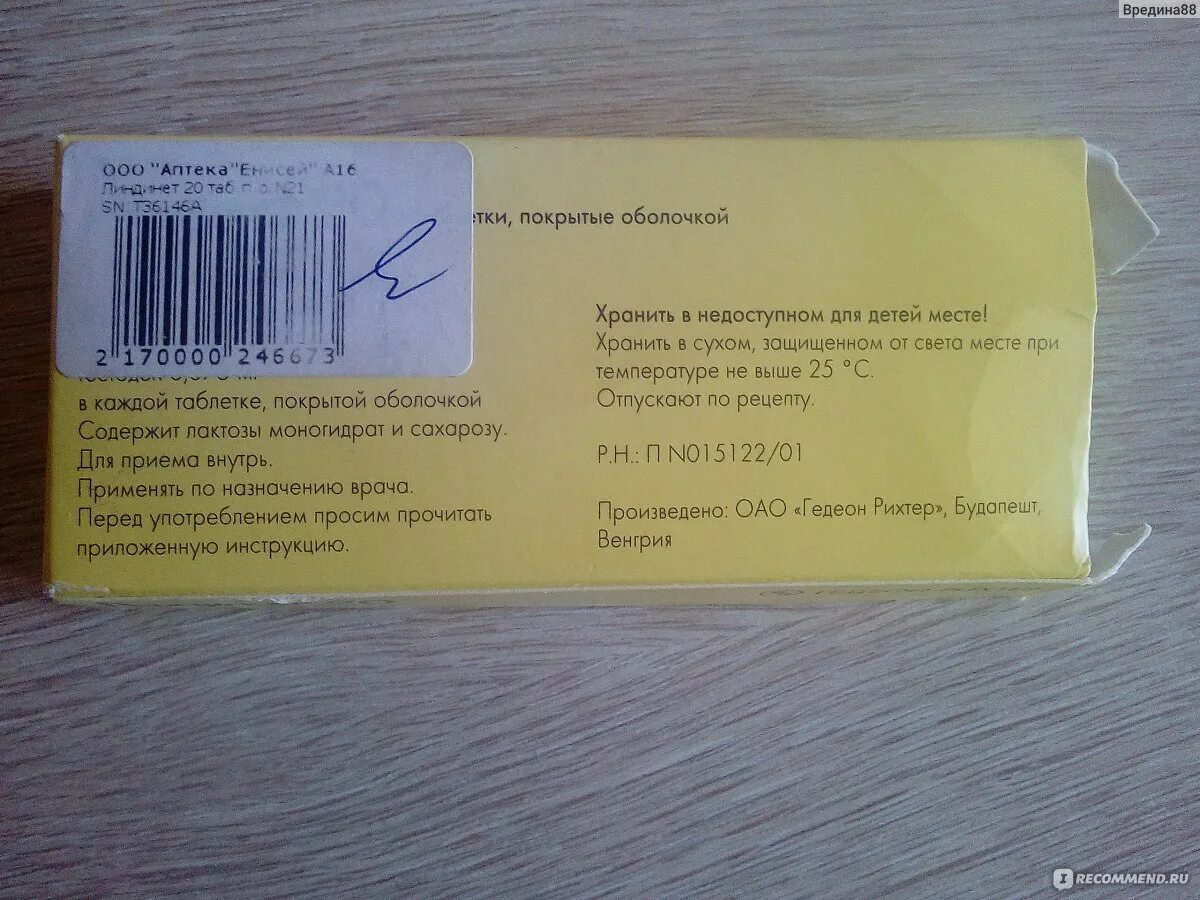 Вредина88
ООО "Аптека"Енисей" А16
Линдинет 20 таб.п.о.N21
SN T36146A
2 170000 246673
етки, покрытые оболочкой
в каждой таблетке, покрытой оболочкой
Содержит лактозы моногидрат и сахарозу.
Для приема внутрь.
Применять по назначению врача.
Перед употреблением просим прочитать
приложенную инструкцию.
Хранить в недоступном для детей месте!
Хранить в сухом, защищенном от света месте при
температуре не выше 25 °C.
Отпускают по рецепту.
Р.Н.: П N015122/01
Произведено: ОАО «Гедеон Рихтер», Будапешт,
Венгрия
IRECOMMEND.RU